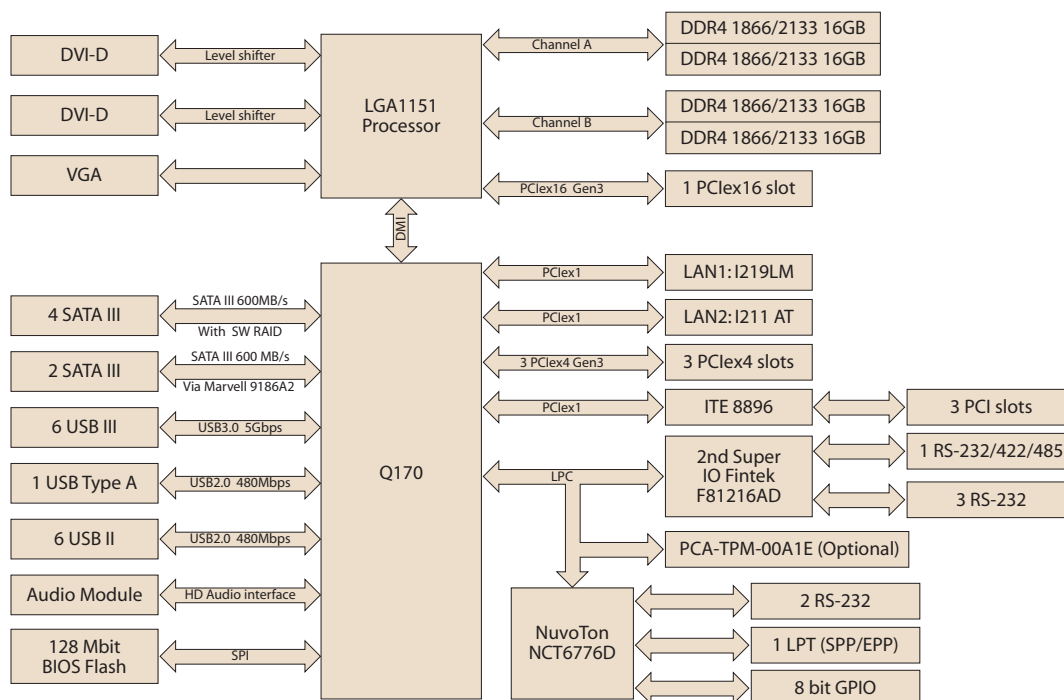 DVI-D
Level shifter
DVI-D
Level shifter
VGA
LGA1151
Processor
Channel A
DDR4 1866/2133 16GB
DDR4 1866/2133 16GB
Channel B
DDR4 1866/2133 16GB
DDR4 1866/2133 16GB
PCIex16 Gen3
1 PCIex16 slot
DMI
4 SATA III
SATA III 600MB/s
With SW RAID
2 SATA III
SATA III 600 MB/s
Via Marvell 9186A2
6 USB III
USB3.0 5Gbps
1 USB Type A
USB2.0 480Mbps
6 USB II
USB2.0 480Mbps
Audio Module
HD Audio interface
128 Mbit
BIOS Flash
SPI
Q170
PCIex1
LAN1: I219LM
PCIex1
LAN2: I211 AT
3 PCIex4 Gen3
3 PCIex4 slots
PCIex1
ITE 8896
3 PCI slots
LPC
2nd Super
IO Fintek
F81216AD
1 RS-232/422/485
3 RS-232
PCA-TPM-00A1E (Optional)
NuvoTon
NCT6776D
2 RS-232
1 LPT (SPP/EPP)
8 bit GPIO